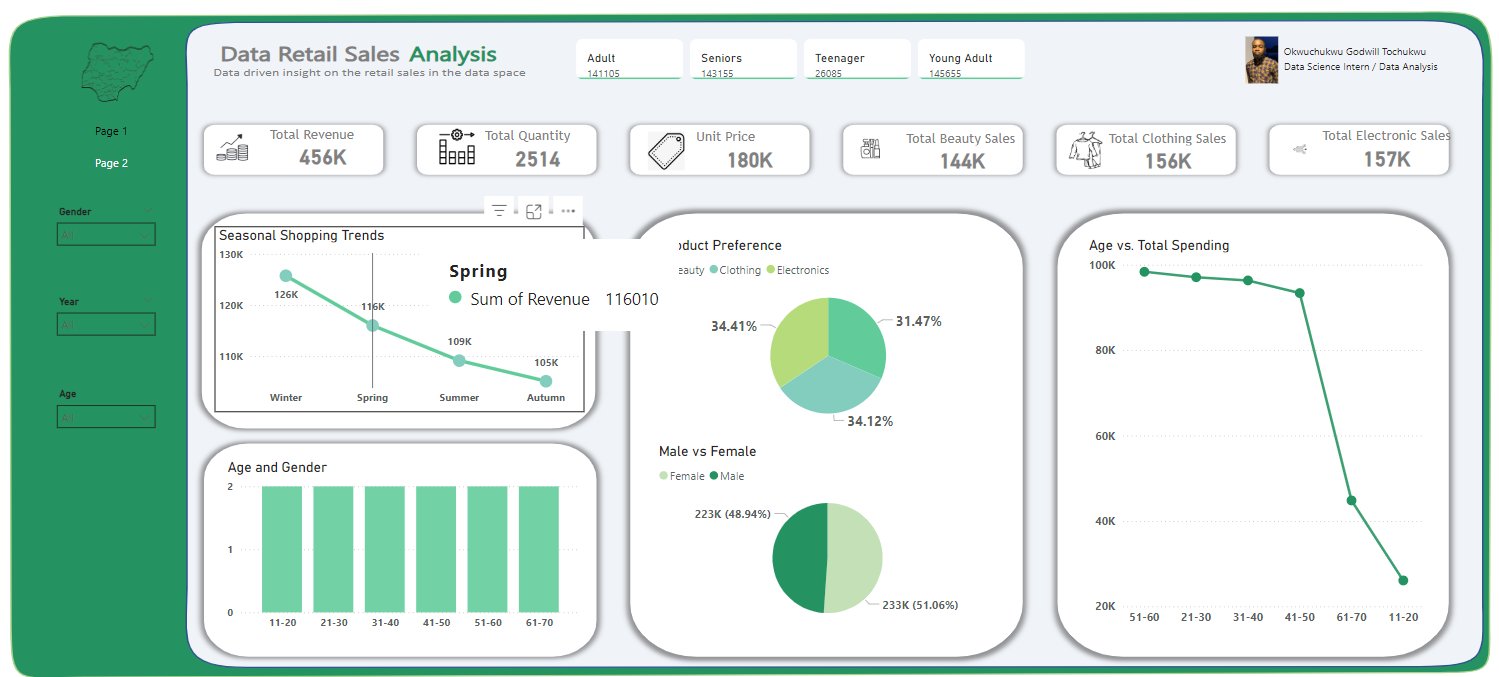 Data Retail Sales Analysis
Data driven insight on the retail sales in the data space
Adult
141105
Seniors
143155
Teenager
26085
Young Adult
145655
Okwuchukwu Godwill Tochukwu
Data Science Intern / Data Analysis
Page 1
Page 2
Gender
All
Year
All
Age
All
Total Revenue
456K
Total Quantity
2514
Unit Price
180K
Total Beauty Sales
144K
Total Clothing Sales
156K
Total Electronic Sales
157K
Seasonal Shopping Trends
130K
120K
110K
126K
116K
109K
105K
Winter Spring Summer Autumn
Spring
Sum of Revenue 116010
Age and Gender
2
1
0
11-20 21-30 31-40 41-50 51-60 61-70
oduct Preference
eauty Clothing Electronics
34.41%
31.47%
34.12%
Male vs Female
Female Male
223K (48.94%)
233K (51.06%)
Age vs. Total Spending
100K
80K
60K
40K
20K
51-60 21-30 31-40 41-50 61-70 11-20